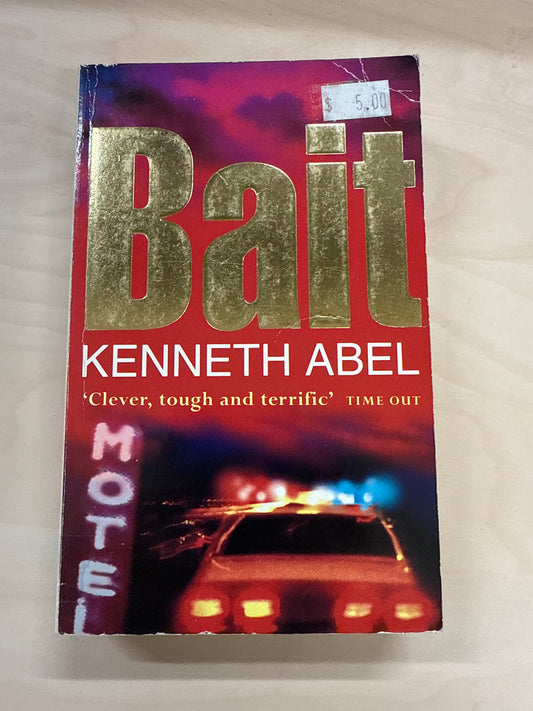 $ 5.00
Bait
KENNETH ABEL
‘Clever, tough and terrific’ TIME OUT
MOTEL